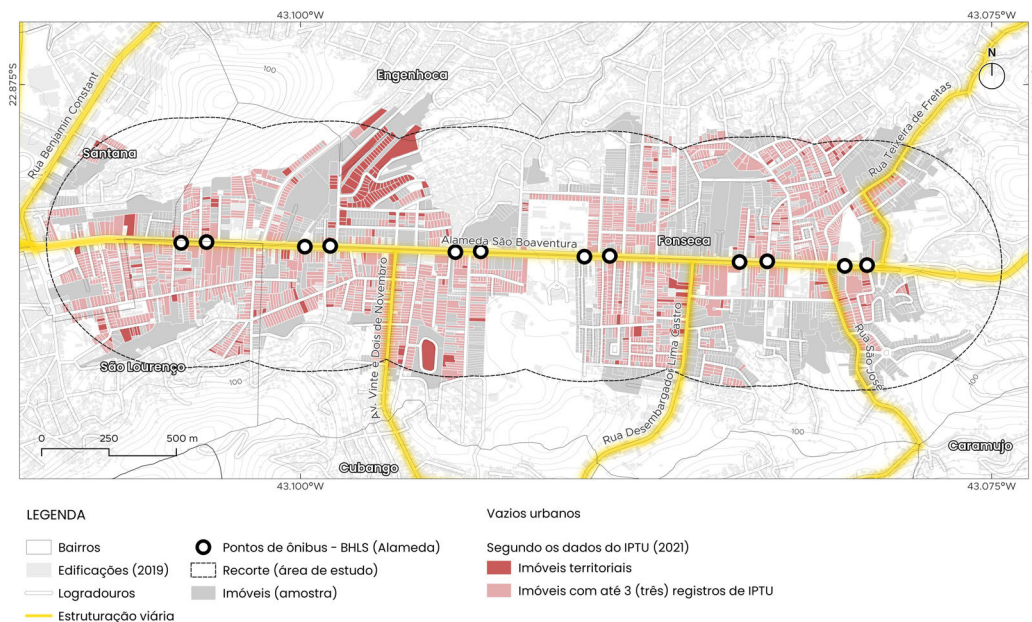 43.100°W
43.075°W
22.875°S
N
100
Engenhoca
Rua Benjamin Constant
Santana
Rua Teixeira de Freitas
Alameda São Boaventura
Fonseca
Av. Vinte e Dois de Novembro
Rua Desembargador Lima Castro
Rua São José
São Lourenço
100
100
100
0 250 500 m
Cubango
Caramujo
43.100°W
43.075°W
LEGENDA
Bairros
Edificações (2019)
Logradouros
Estruturação viária
Pontos de ônibus - BHLS (Alameda)
Recorte (área de estudo)
Imóveis (amostra)
Vazios urbanos
Segundo os dados do IPTU (2021)
Imóveis territoriais
Imóveis com até 3 (três) registros de IPTU